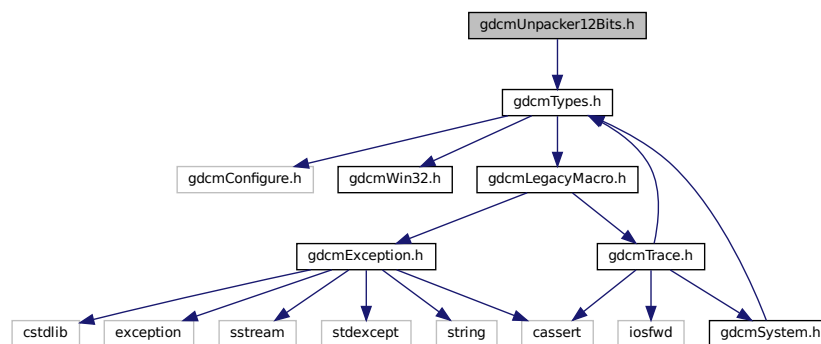 gdcmUnpacker12Bits.h
gdcmTypes.h
gdcmConfigure.h
gdcmWin32.h
gdcmLegacyMacro.h
gdcmException.h
gdcmTrace.h
cstdlib
exception
sstream
stdexcept
string
cassert
iosfwd
gdcmSystem.h